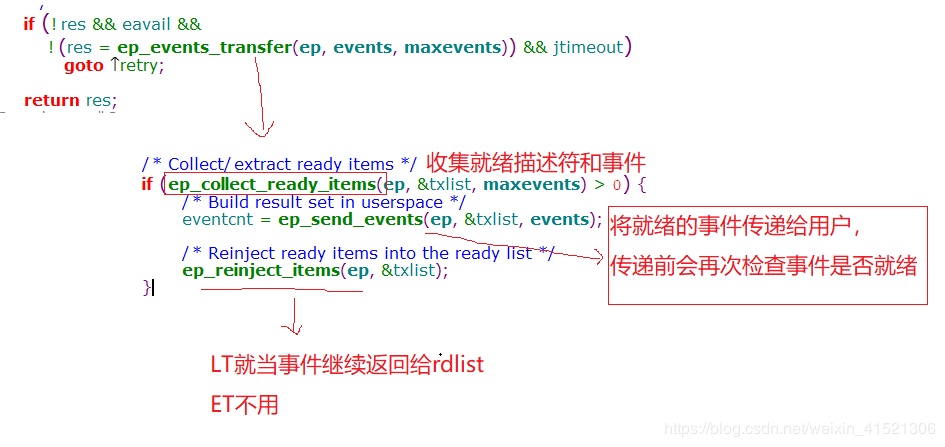 if (!res && eavail &&
!(res = ep_events_transfer(ep, events, maxevents)) && jtimeout)
goto ↑retry;
return res;
/* Collect/extract ready items */ 收集就绪描述符和事件
if (ep_collect_ready_items(ep, &txlist, maxevents) > 0) {
/* Build result set in userspace */
eventcnt = ep_send_events(ep, &txlist, events);
将就绪的事件传递给用户，
传递前会再次检查事件是否就绪
/* Reinject ready items into the ready list */
ep_reinject_items(ep, &txlist);
}
LT就当事件继续返回给rdlist
ET不用
https://blog.csdn.net/weixin_41521306